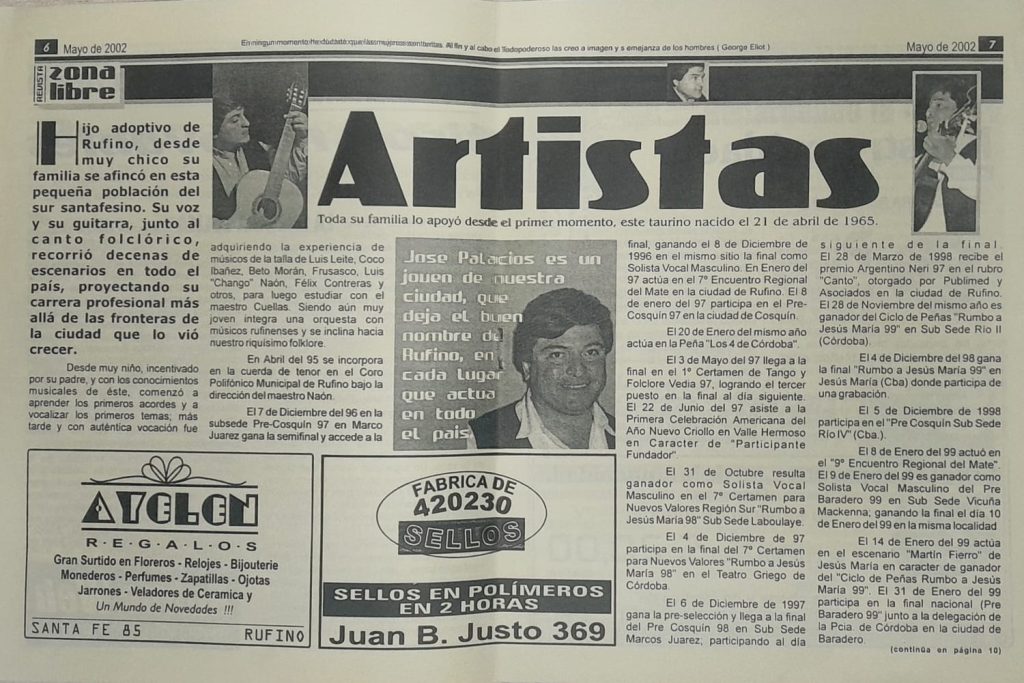 6 Mayo de 2002
al fin y al cabo el Todopoderoso las creo a imagen y s emejanza de los hombres ( George Eliot )
Mayo de 2002 7
REVISTA
zona
libre
Artistas
Toda su familia lo apoyó desde el primer momento, este taurino nacido el 21 de abril de 1965.
Hijo adoptivo de
Rufino, desde
muy chico su
familia se afincó en esta
pequeña población del
sur santafesino. Su voz
y su guitarra, junto al
canto folclórico,
recorrió decenas de
escenarios en todo el
país, proyectando su
carrera profesional más
allá de las fronteras de
la ciudad que lo vió
crecer.
Desde muy niño, incentivado
por su padre, y con los conocimientos
musicales de éste, comenzó a
aprender los primeros acordes y a
vocalizar los primeros temas; más
tarde y con auténtica vocación fue
adquiriendo la experiencia de
músicos de la talla de Luis Leite, Coco
Ibañez, Beto Morán, Frusasco, Luis
"Chango" Naón, Félix Contreras y
otros, para luego estudiar con el
maestro Cuellas. Siendo aún muy
joven integra una orquesta con
músicos rufinenses y se inclina hacia
nuestro riquísimo folklore.
En Abril del 95 se incorpora
en la cuerda de tenor en el Coro
Polifónico Municipal de Rufino bajo la
dirección del maestro Naón.
El 7 de Diciembre del 96 en la
subsede Pre-Cosquín 97 en Marco
Juarez gana la semifinal y accede a la
Jose Palacios es un
joven de nuestra
ciudad, que
deja el buen
nombre de
Rufino, en
cada lugar
que actua
en todo
el pais
final, ganando el 8 de Diciembre de
1996 en el mismo sitio la final como
Solista Vocal Masculino. En Enero del
97 actúa en el 7º Encuentro Regional
del Mate en la ciudad de Rufino. El 8
de enero del 97 participa en el Pre-
Cosquín 97 en la ciudad de Cosquín.
El 20 de Enero del mismo año
actúa en la Peña "Los 4 de Córdoba".
El 3 de Mayo del 97 llega a la
final en el 1º Certamen de Tango y
Folclore Vedia 97, logrando el tercer
puesto en la final al día siguiente.
El 22 de Junio del 97 asiste a la
Primera Celebración Americana del
Año Nuevo Criollo en Valle Hermoso
en Caracter de "Participante
Fundador".
El 31 de Octubre resulta
ganador como Solista Vocal
Masculino en el 7º Certamen para
Nuevos Valores Región Sur "Rumbo a
Jesús María 98" Sub Sede Laboulaye.
El 4 de Diciembre de 97
participa en la final del 7º Certamen
para Nuevos Valores "Rumbo a Jesús
María 98" en el Teatro Griego de
Córdoba.
El 6 de Diciembre de 1997
gana la pre-selección y llega a la final
del Pre Cosquín 98 en Sub Sede
Marcos Juarez, participando al día
siguiente de la final.
El 28 de Marzo de 1998 recibe el
premio Argentino Neri 97 en el rubro
"Canto", otorgado por Publimed y
Asociados en la ciudad de Rufino.
El 28 de Noviembre del mismo año es
ganador del Ciclo de Peñas "Rumbo a
Jesús María 99" en Sub Sede Río II
(Córdoba).
El 4 de Diciembre del 98 gana
la final "Rumbo a Jesús María 99" en
Jesús María (Cba) donde participa de
una grabación.
El 5 de Diciembre de 1998
participa en el "Pre Cosquín Sub Sede
Río IV" (Cba.).
El 8 de Enero del 99 actuó en
el "9º Encuentro Regional del Mate".
El 9 de Enero del 99 es ganador como
Solista Vocal Masculino del Pre
Baradero 99 en Sub Sede Vicuña
Mackenna; ganando la final el día 10
de Enero del 99 en la misma localidad
El 14 de Enero del 99 actúa
en el escenario "Martín Fierro" de
Jesús María en caracter de ganador
del "Ciclo de Peñas Rumbo a Jesús
María 99". El 31 de Enero del 99
participa en la final nacional (Pre
Baradero 99" junto a la delegación de
la Pcia. de Córdoba en la ciudad de
Baradero.
(continúa en página 10)
AYELEN
R·E·G·A·L·O·S
Gran Surtido en Floreros - Relojes - Bijouterie
Monederos - Perfumes - Zapatillas - Ojotas
Jarrones - Veladores de Ceramica y
Un Mundo de Novedades !!!
SANTA FE 85 RUFINO
FABRICA DE
420230
SELLOS
SELLOS EN POLÍMEROS
EN 2 HORAS
Juan B. Justo 369